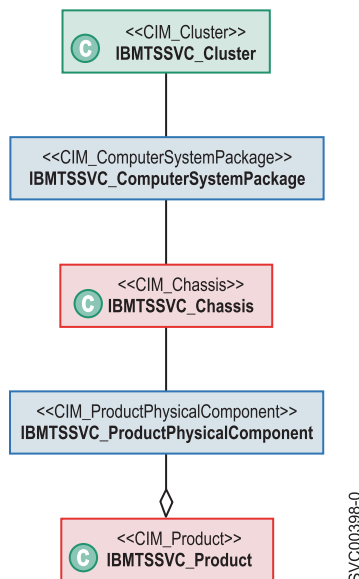 <<CIM_Cluster>>
C
IBMTSSVC_Cluster
<<CIM_ComputerSystemPackage>>
IBMTSSVC_ComputerSystemPackage
<<CIM_Chassis>>
C
IBMTSSVC_Chassis
<<CIM_ProductPhysicalComponent>>
IBMTSSVC_ProductPhysicalComponent
<<CIM_Product>>
C
IBMTSSVC_Product
SVC00398-0